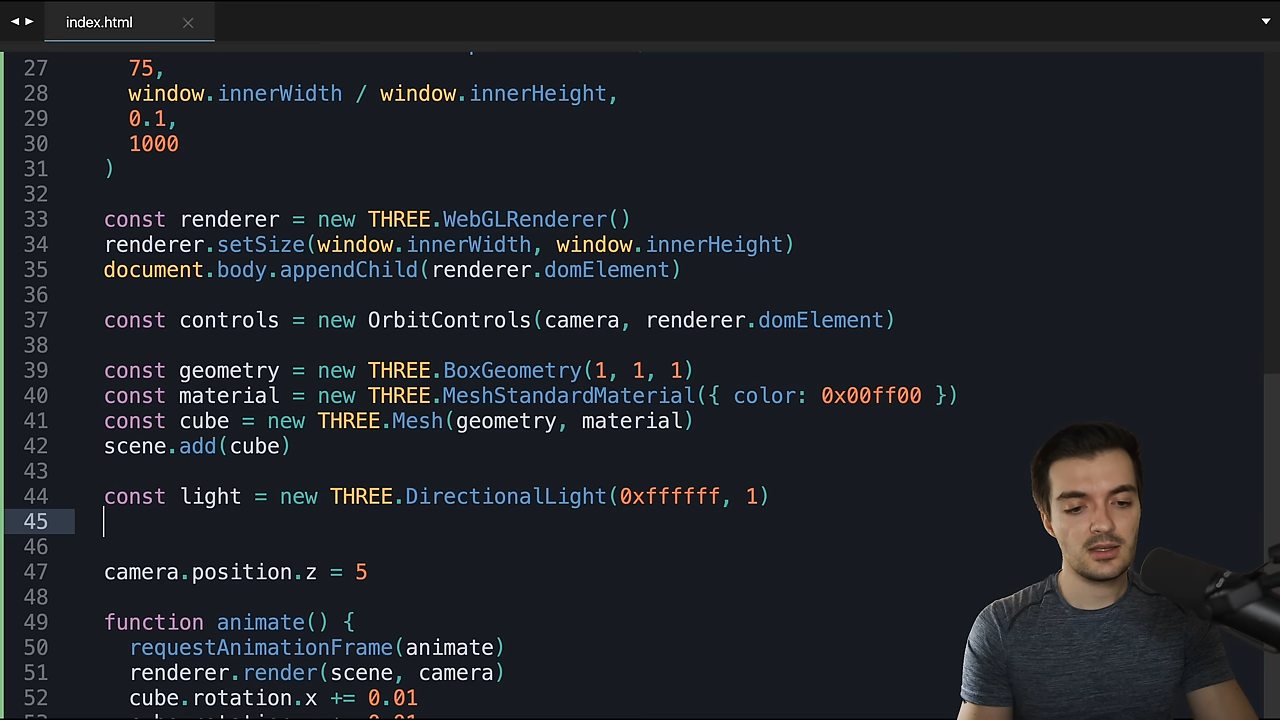 index.html
27 75,
28 window.innerWidth / window.innerHeight,
29 0.1,
30 1000
31 )
32
33 const renderer = new THREE.WebGLRenderer()
34 renderer.setSize(window.innerWidth, window.innerHeight)
35 document.body.appendChild(renderer.domElement)
36
37 const controls = new OrbitControls(camera, renderer.domElement)
38
39 const geometry = new THREE.BoxGeometry(1, 1, 1)
40 const material = new THREE.MeshStandardMaterial({ color: 0x00ff00 })
41 const cube = new THREE.Mesh(geometry, material)
42 scene.add(cube)
43
44 const light = new THREE.DirectionalLight(0xffffff, 1)
45
46
47 camera.position.z = 5
48
49 function animate() {
50 requestAnimationFrame(animate)
51 renderer.render(scene, camera)
52 cube.rotation.x += 0.01